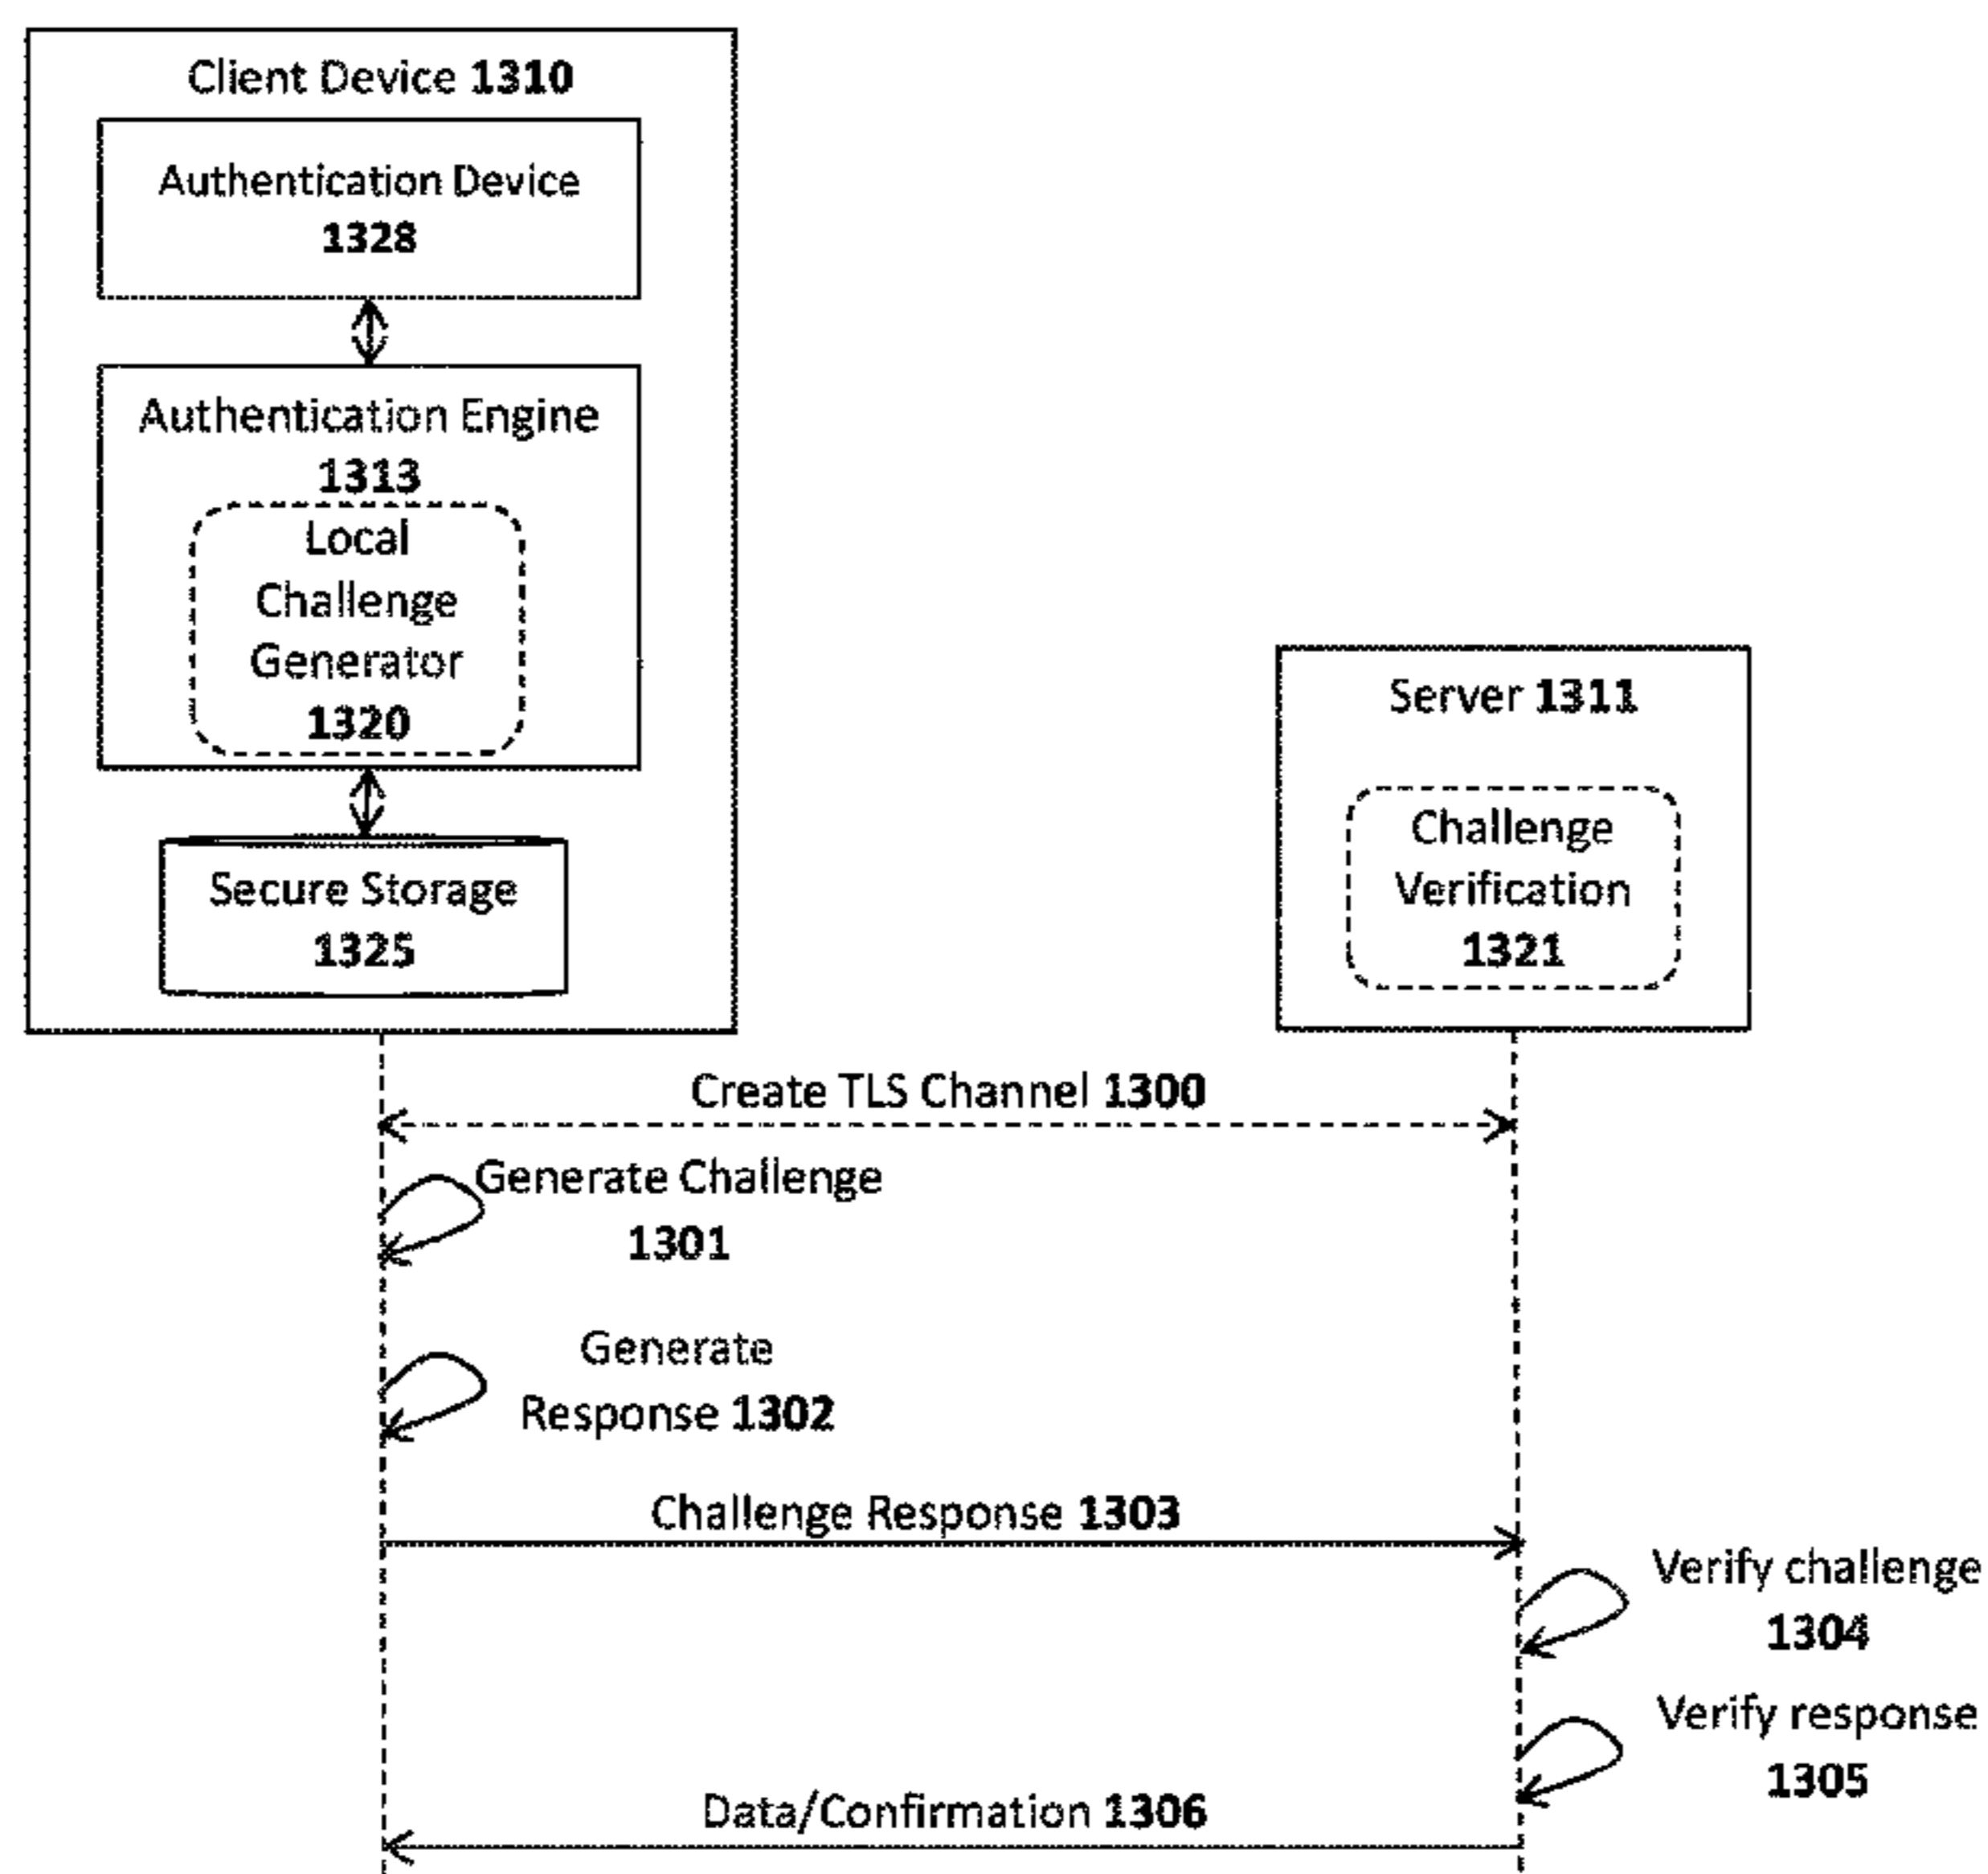 Client Device 1310
Authentication Device
1328
Authentication Engine
1313
Local
Challenge
Generator
1320
Secure Storage
1325
Server 1311
Challenge
Verification
1321
Create TLS Channel 1300
Generate Challenge
1301
Generate
Response 1302
Challenge Response 1303
Verify challenge
1304
Verify response
1305
Data/Confirmation 1306